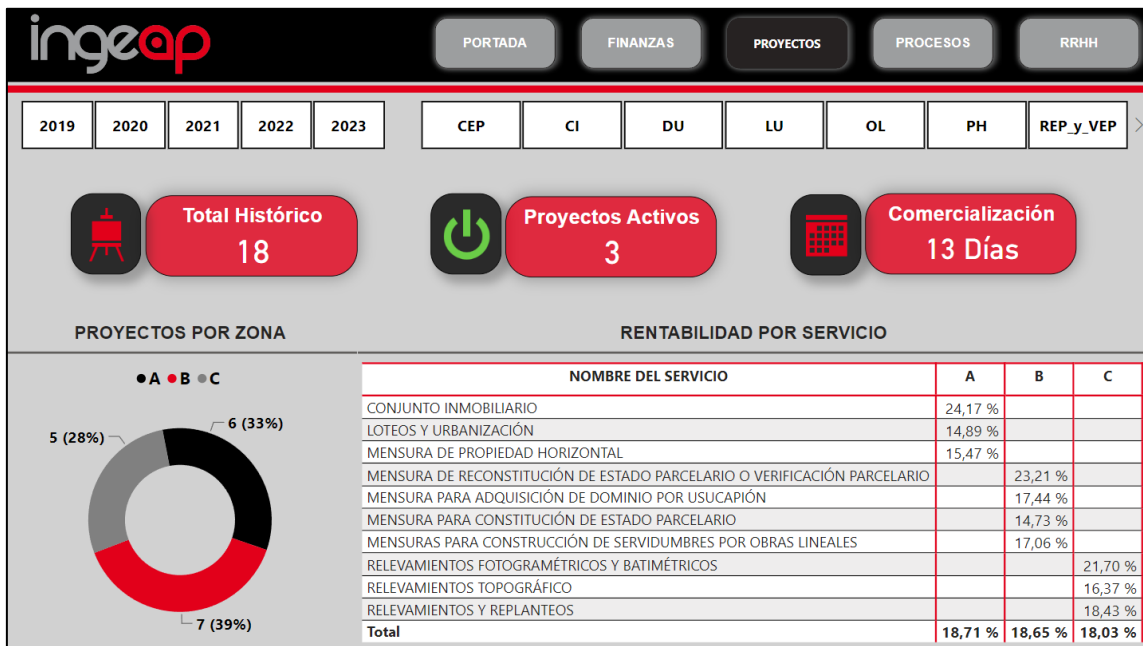 ingeap
PORTADA FINANZAS PROYECTOS PROCESOS RRHH
2019 2020 2021 2022 2023 CEP CI DU LU OL PH REP_y_VEP
Total Histórico
18
Proyectos Activos
3
Comercialización
13 Días
PROYECTOS POR ZONA
A B C
6 (33%)
5 (28%)
7 (39%)
RENTABILIDAD POR SERVICIO
NOMBRE DEL SERVICIO A B C
CONJUNTO INMOBILIARIO 24,17 %
LOTEOS Y URBANIZACIÓN 14,89 %
MENSURA DE PROPIEDAD HORIZONTAL 15,47 %
MENSURA DE RECONSTITUCIÓN DE ESTADO PARCELARIO O VERIFICACIÓN PARCELARIO 23,21 %
MENSURA PARA ADQUISICIÓN DE DOMINIO POR USUCAPIÓN 17,44 %
MENSURA PARA CONSTITUCIÓN DE ESTADO PARCELARIO 14,73 %
MENSURAS PARA CONSTRUCCIÓN DE SERVIDUMBRES POR OBRAS LINEALES 17,06 %
RELEVAMIENTOS FOTOGRAMÉTRICOS Y BATIMÉTRICOS 21,70 %
RELEVAMIENTOS TOPOGRÁFICO 16,37 %
RELEVAMIENTOS Y REPLANTEOS 18,43 %
Total 18,71 % 18,65 % 18,03 %